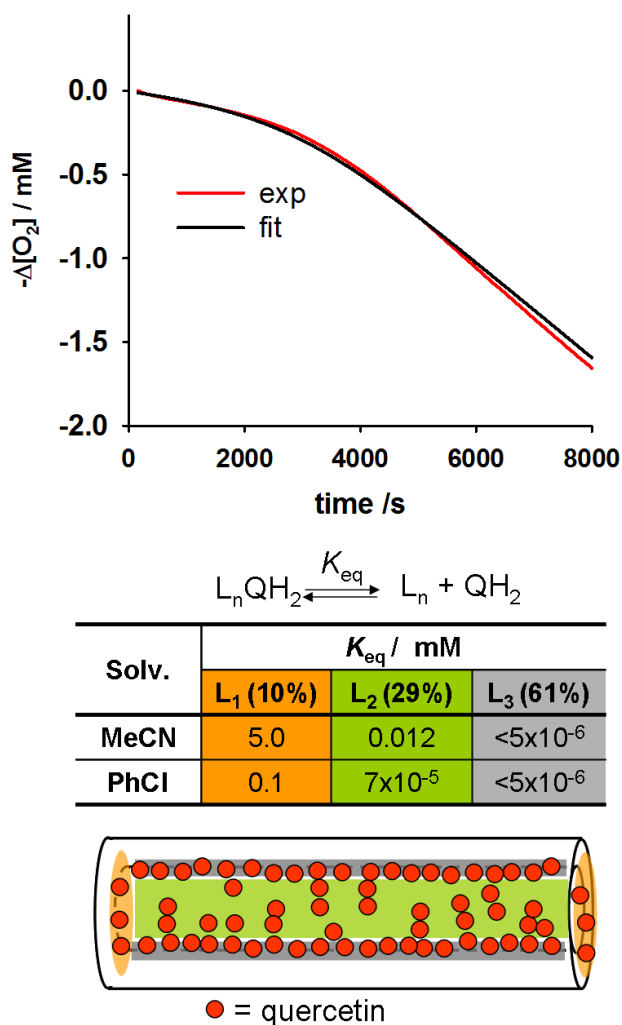 0.0
-0.5
-1.0
-1.5
-2.0
-Δ[O₂] / mM
exp
fit
0 2000 4000 6000 8000
time /s
LₙQH₂ ⇌ Lₙ + QH₂
Keq
Solv.
Keq / mM
L₁ (10%) L₂ (29%) L₃ (61%)
MeCN 5.0 0.012 <5x10⁻⁶
PhCl 0.1 7x10⁻⁵ <5x10⁻⁶
= quercetin